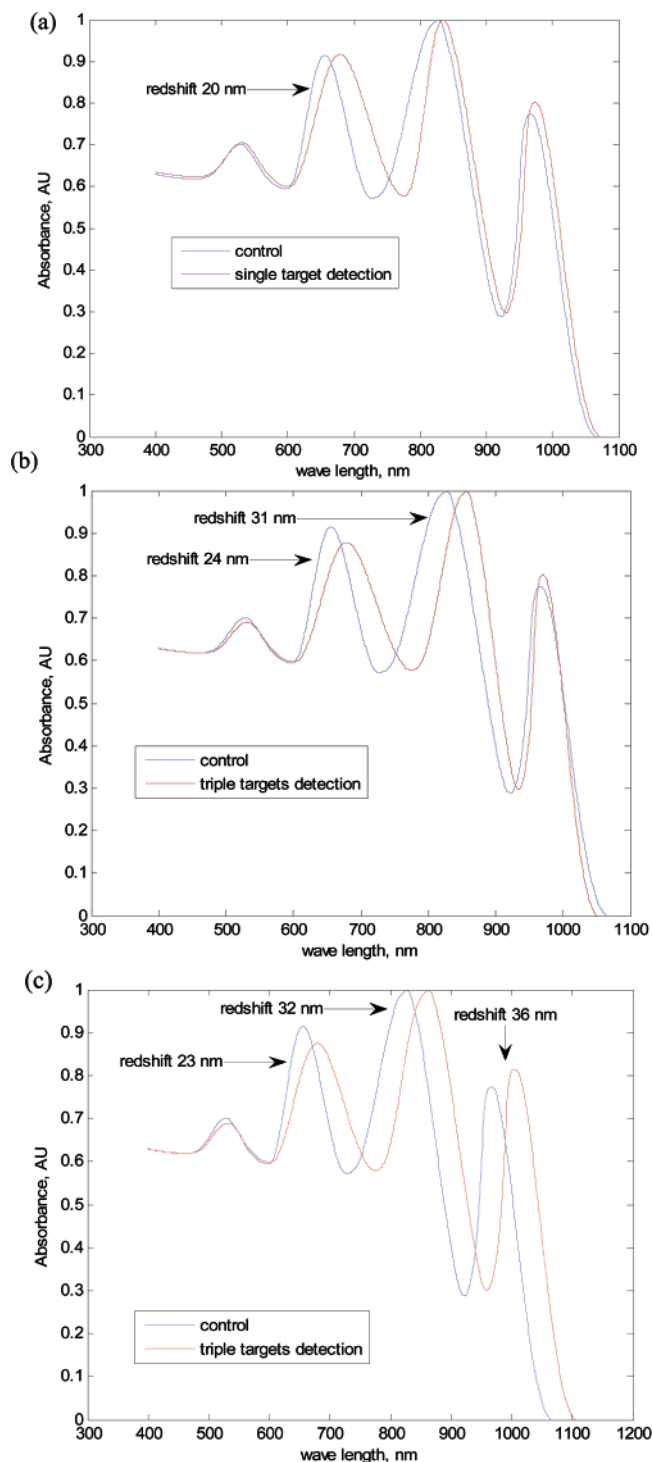 (a)
1
0.9
0.8
0.7
0.6
0.5
0.4
0.3
0.2
0.1
0
Absorbance, AU
redshift 20 nm
control
single target detection
300 400 500 600 700 800 900 1000 1100
wave length, nm
(b)
1
0.9
0.8
0.7
0.6
0.5
0.4
0.3
0.2
0.1
0
Absorbance, AU
redshift 31 nm
redshift 24 nm
control
triple targets detection
300 400 500 600 700 800 900 1000 1100
wave length, nm
(c)
1
0.9
0.8
0.7
0.6
0.5
0.4
0.3
0.2
0.1
0
Absorbance, AU
redshift 32 nm
redshift 36 nm
redshift 23 nm
control
triple targets detection
300 400 500 600 700 800 900 1000 1100 1200
wave length, nm